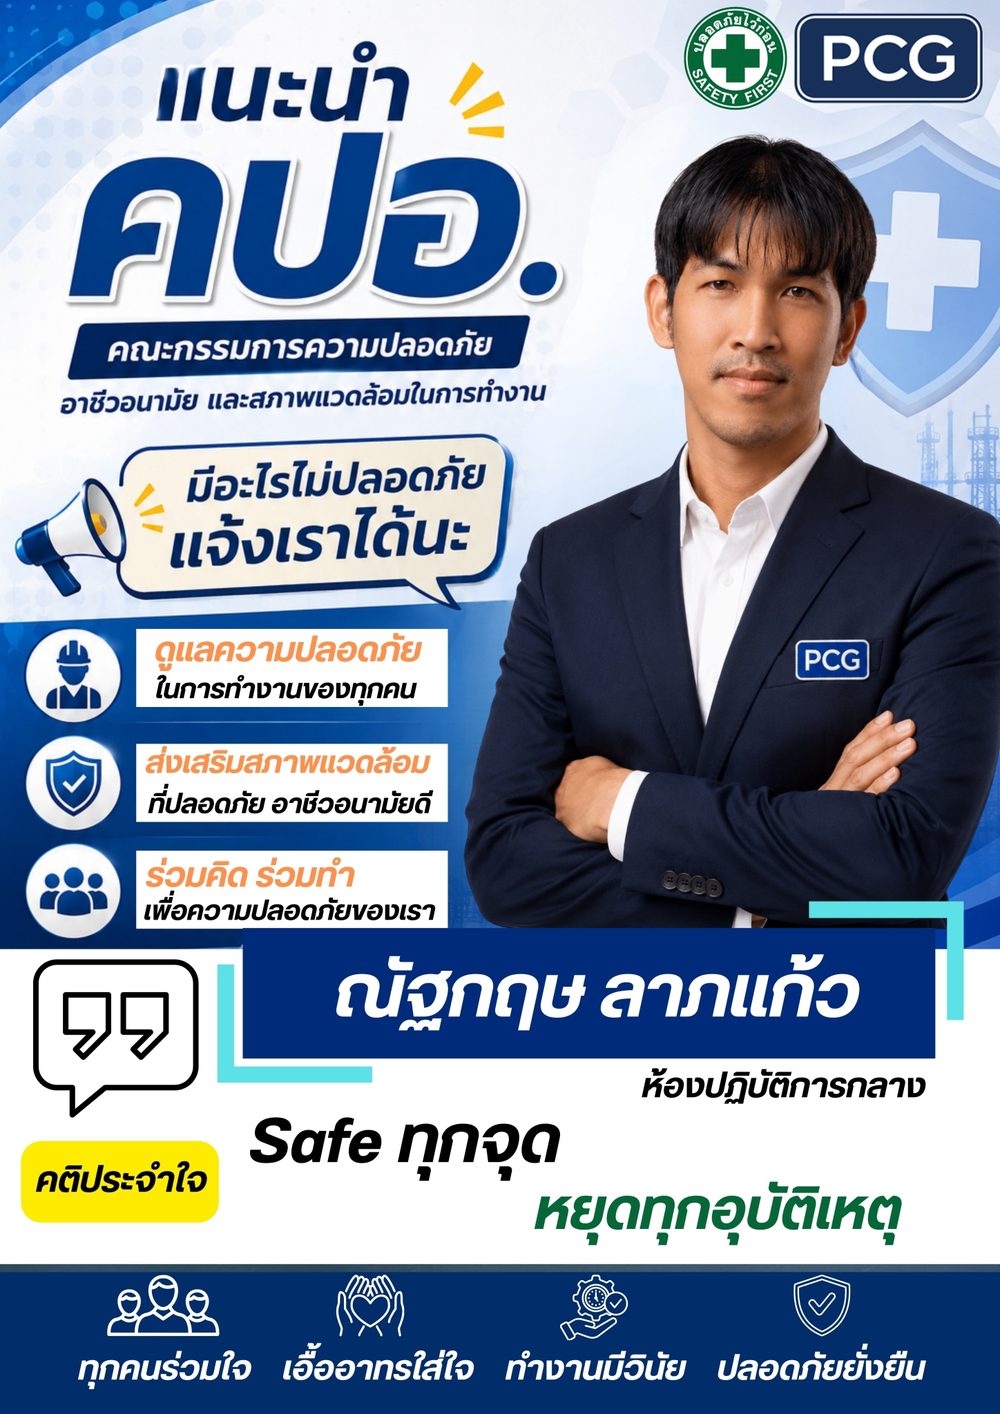 ปลอดภัยไว้ก่อน
SAFETY FIRST
PCG
แนะนำ
คปอ.
คณะกรรมการความปลอดภัย
อาชีวอนามัย และสภาพแวดล้อมในการทำงาน
มีอะไรไม่ปลอดภัย
แจ้งเราได้นะ
ดูแลความปลอดภัย
ในการทำงานของทุกคน
PCG
ส่งเสริมสภาพแวดล้อม
ที่ปลอดภัย อาชีวอนามัยดี
ร่วมคิด ร่วมทำ
เพื่อความปลอดภัยของเรา
ณัฐกฤษ ลาภแก้ว
ห้องปฏิบัติการกลาง
Safe ทุกจุด
คติประจำใจ
หยุดทุกอุบัติเหตุ
ทุกคนร่วมใจ
เอื้ออาทรใส่ใจ
ทำงานมีวินัย
ปลอดภัยยั่งยืน